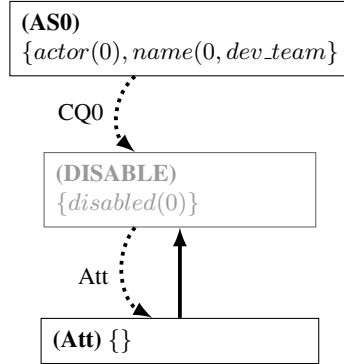 (AS0)
{actor(0), name(0, dev_team}
CQ0
(DISABLE)
{disabled(0)}
Att
(Att) {}